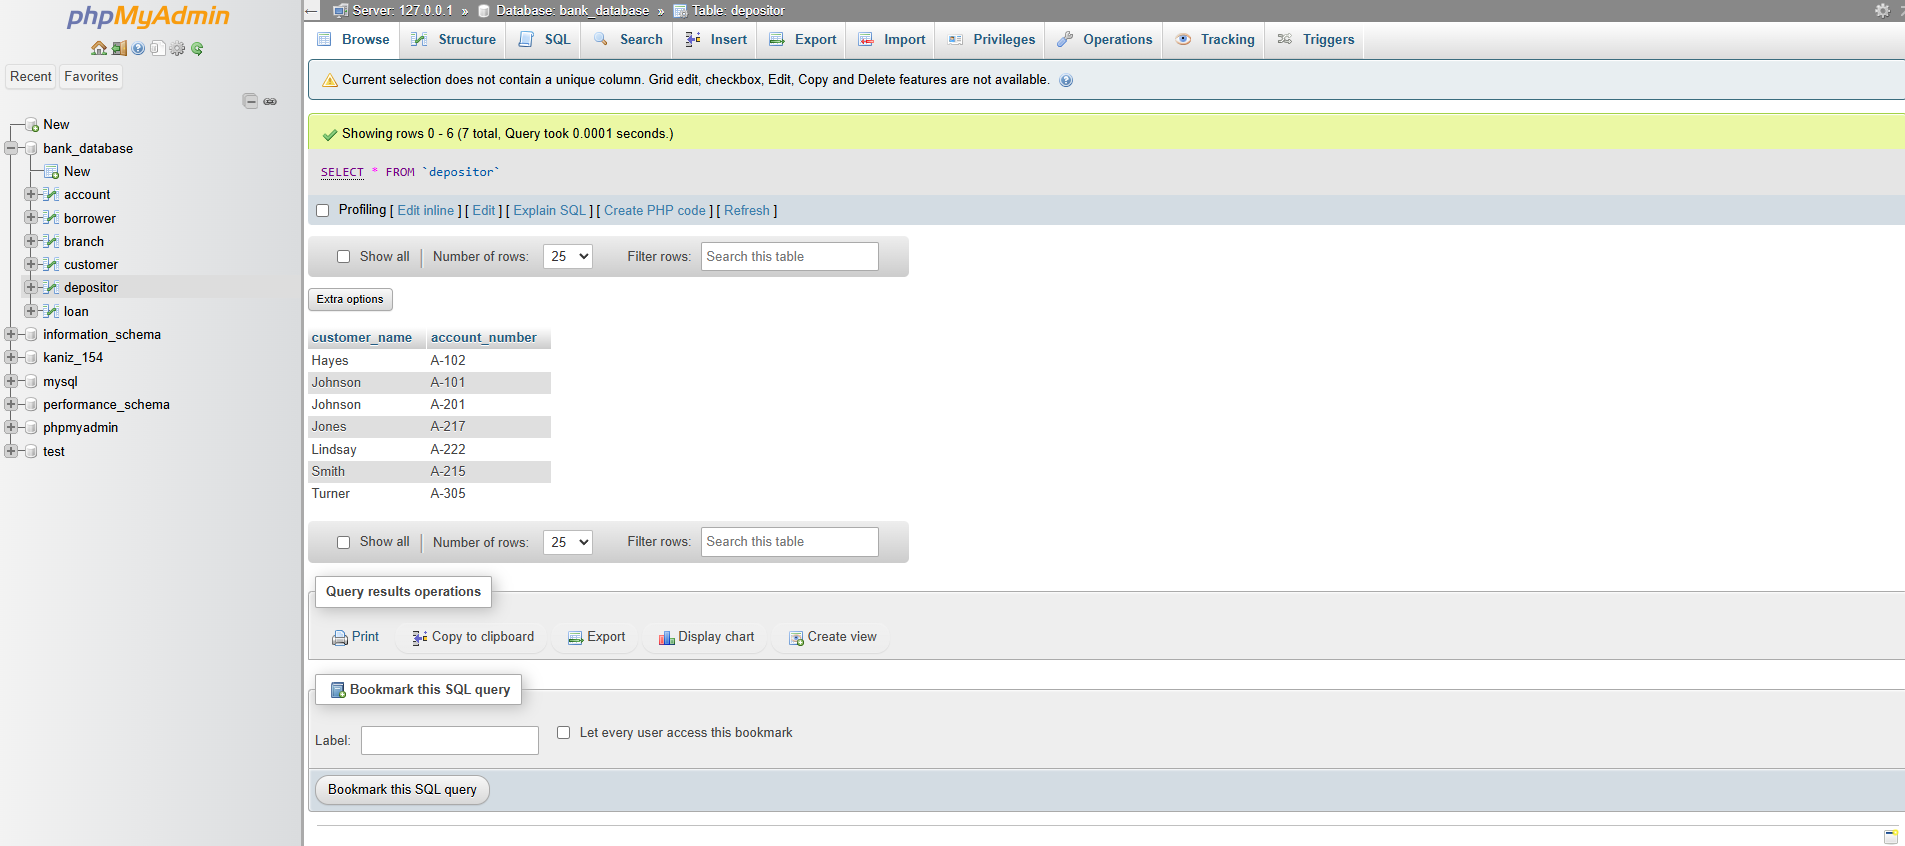 phpMyAdmin
Recent Favorites
New
bank_database
New
account
borrower
branch
customer
depositor
loan
information_schema
kaniz_154
mysql
performance_schema
phpmyadmin
test
Server: 127.0.0.1 » Database: bank_database » Table: depositor
Browse Structure SQL Search Insert Export Import Privileges Operations Tracking Triggers
Current selection does not contain a unique column. Grid edit, checkbox, Edit, Copy and Delete features are not available.
Showing rows 0 - 6 (7 total, Query took 0.0001 seconds.)
SELECT * FROM `depositor`
Profiling [ Edit inline ] [ Edit ] [ Explain SQL ] [ Create PHP code ] [ Refresh ]
Show all | Number of rows: 25 Filter rows: Search this table
Extra options
customer_name account_number
Hayes A-102
Johnson A-101
Johnson A-201
Jones A-217
Lindsay A-222
Smith A-215
Turner A-305
Show all | Number of rows: 25 Filter rows: Search this table
Query results operations
Print Copy to clipboard Export Display chart Create view
Bookmark this SQL query
Label: Let every user access this bookmark
Bookmark this SQL query